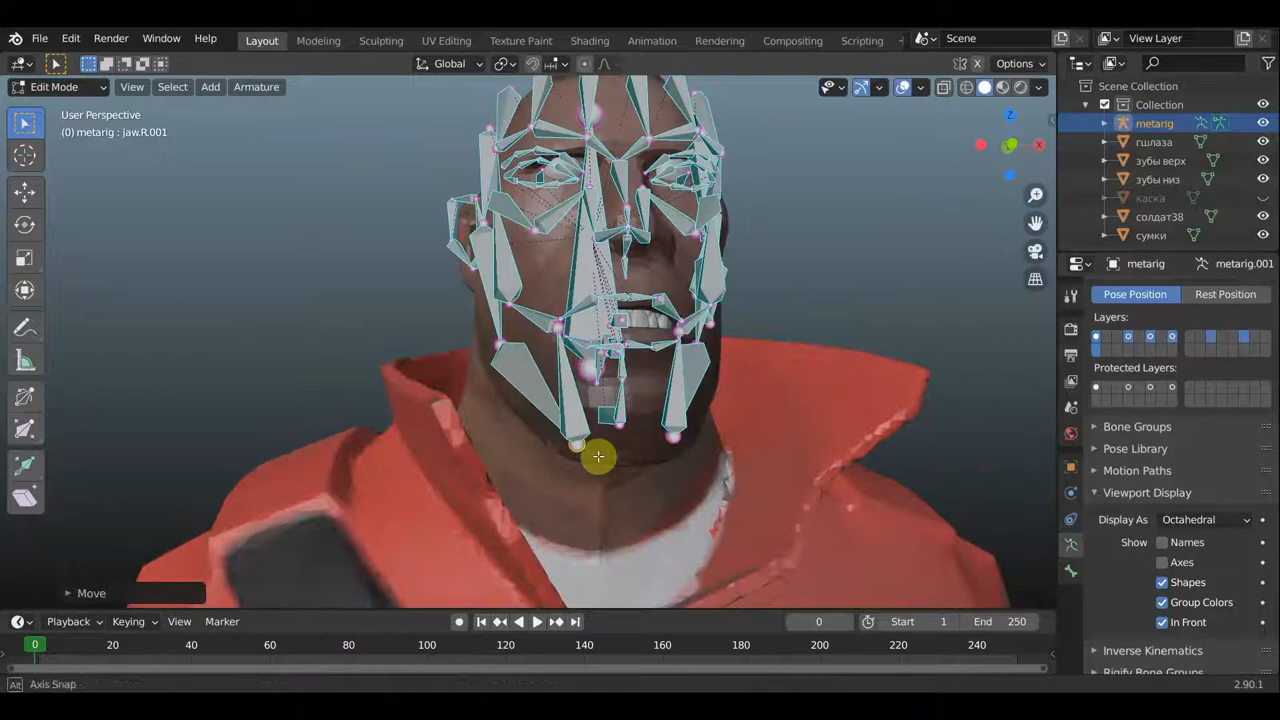 File Edit Render Window Help
Layout Modeling Sculpting UV Editing Texture Paint Shading Animation Rendering Compositing Scripting
Scene
View Layer
Global
Options
Edit Mode View Select Add Armature
User Perspective
(0) metarig : jaw.R.001
Z
X
Scene Collection
Collection
metarig
гшлаза
зубы верх
зубы низ
каска
солдат38
сумки
metarig
metarig.001
Pose Position Rest Position
Layers:
Protected Layers:
Bone Groups
Pose Library
Motion Paths
Viewport Display
Display As Octahedral
Show Names
Axes
Shapes
Group Colors
In Front
Inverse Kinematics
Rigify Bone Groups
Move
Playback Keying View Marker
0
Start 1
End 250
0 20 40 60 80 100 120 140 160 180 200 220 240
Alt Axis Snap
2.90.1